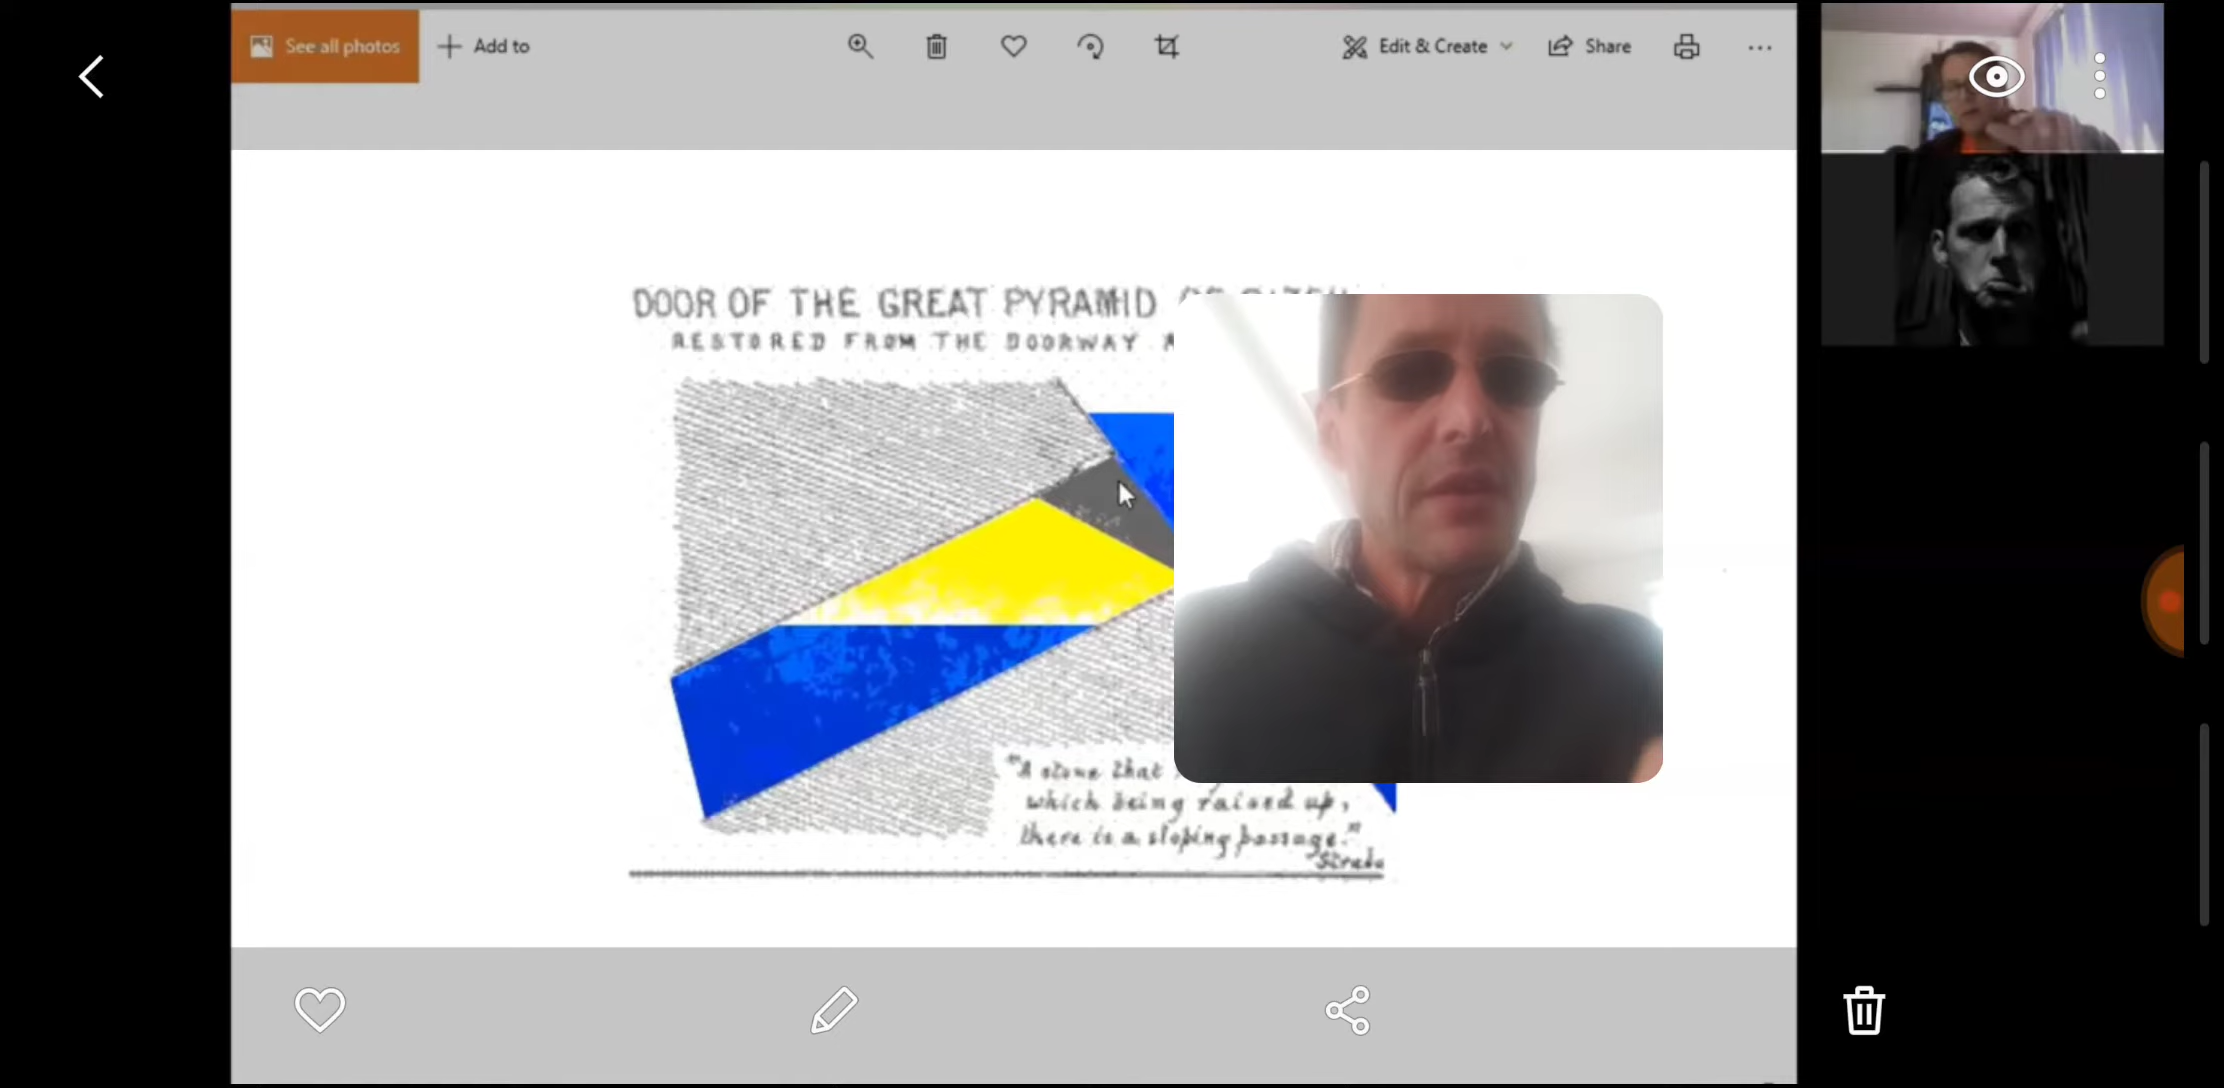 See all photos
Add to
Edit & Create
Share
DOOR OF THE GREAT PYRAMID
RESTORED FROM THE DOORWAY
"A stone that
which being raised up,
there is a sloping passage."
Strabo